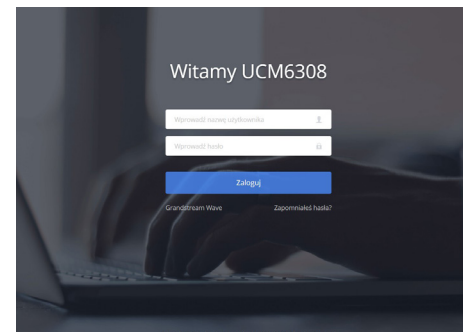 Witamy UCM6308
Wprowadź nazwę użytkownika
Wprowadź hasło
Zaloguj
Grandstream Wave
Zapomniałeś hasła?